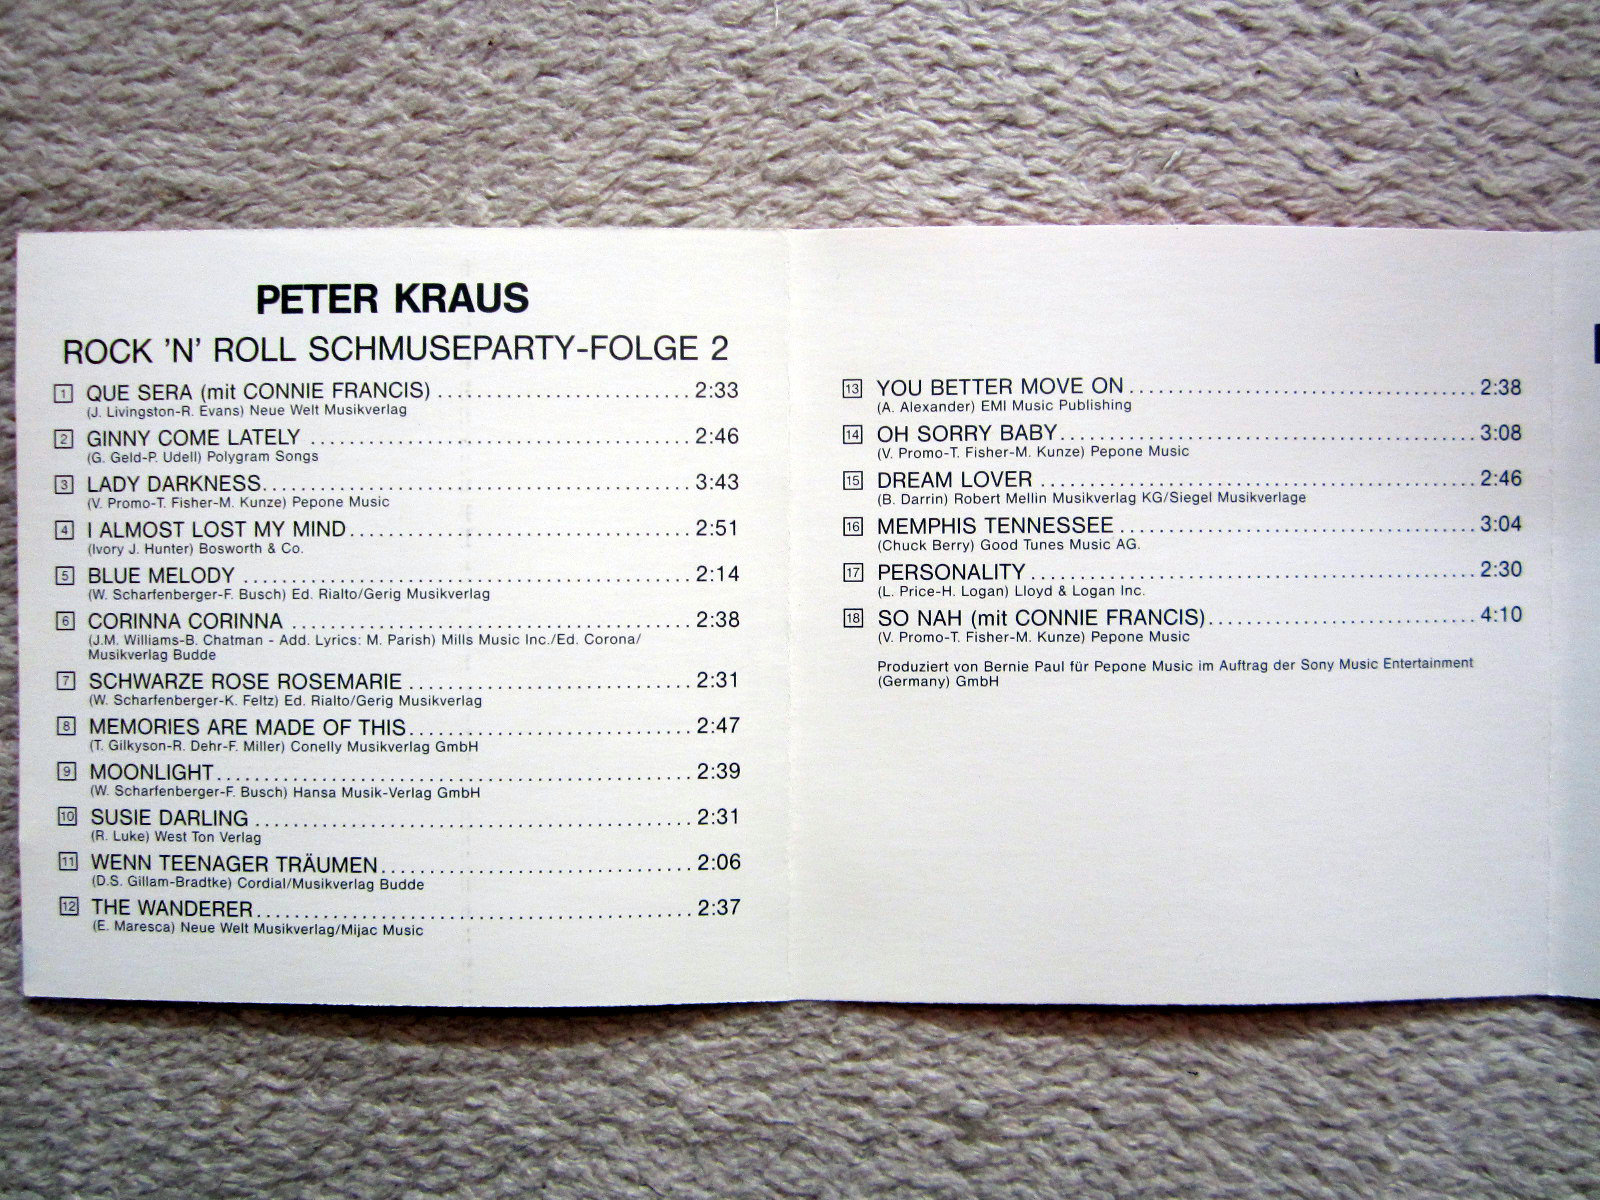 PETER KRAUS
ROCK 'N' ROLL SCHMUSEPARTY-FOLGE 2
1 QUE SERA (mit CONNIE FRANCIS) 2:33
(J. Livingston-R. Evans) Neue Welt Musikverlag
2 GINNY COME LATELY 2:46
(G. Geld-P. Udell) Polygram Songs
3 LADY DARKNESS 3:43
(V. Promo-T. Fisher-M. Kunze) Pepone Music
4 I ALMOST LOST MY MIND 2:51
(Ivory J. Hunter) Bosworth & Co.
5 BLUE MELODY 2:14
(W. Scharfenberger-F. Busch) Ed. Rialto/Gerig Musikverlag
6 CORINNA CORINNA 2:38
(J.M. Williams-B. Chatman - Add. Lyrics: M. Parish) Mills Music Inc./Ed. Corona/
Musikverlag Budde
7 SCHWARZE ROSE ROSEMARIE 2:31
(W. Scharfenberger-K. Feltz) Ed. Rialto/Gerig Musikverlag
8 MEMORIES ARE MADE OF THIS 2:47
(T. Gilkyson-R. Dehr-F. Miller) Conelly Musikverlag GmbH
9 MOONLIGHT 2:39
(W. Scharfenberger-F. Busch) Hansa Musik-Verlag GmbH
10 SUSIE DARLING 2:31
(R. Luke) West Ton Verlag
11 WENN TEENAGER TRÄUMEN 2:06
(D.S. Gillam-Bradtke) Cordial/Musikverlag Budde
12 THE WANDERER 2:37
(E. Maresca) Neue Welt Musikverlag/Mijac Music
13 YOU BETTER MOVE ON 2:38
(A. Alexander) EMI Music Publishing
14 OH SORRY BABY 3:08
(V. Promo-T. Fisher-M. Kunze) Pepone Music
15 DREAM LOVER 2:46
(B. Darrin) Robert Mellin Musikverlag KG/Siegel Musikverlage
16 MEMPHIS TENNESSEE 3:04
(Chuck Berry) Good Tunes Music AG.
17 PERSONALITY 2:30
(L. Price-H. Logan) Lloyd & Logan Inc.
18 SO NAH (mit CONNIE FRANCIS) 4:10
(V. Promo-T. Fisher-M. Kunze) Pepone Music
Produziert von Bernie Paul für Pepone Music im Auftrag der Sony Music Entertainment
(Germany) GmbH